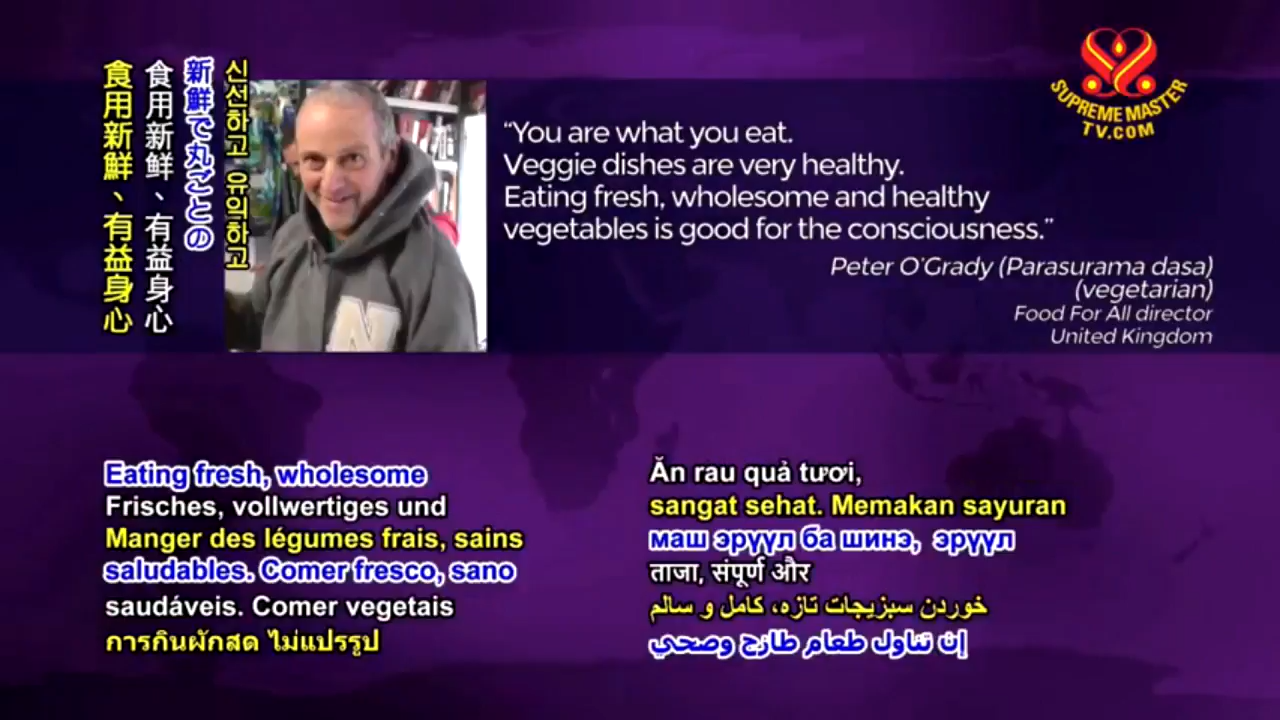 食用新鮮、有益身心
食用新鲜、有益身心
新鮮で丸ごとの
신선하고 유익하고
SUPREME MASTER
TV.COM
N
“You are what you eat.
Veggie dishes are very healthy.
Eating fresh, wholesome and healthy
vegetables is good for the consciousness.”
Peter O'Grady (Parasurama dasa)
(vegetarian)
Food For All director
United Kingdom
Eating fresh, wholesome
Frisches, vollwertiges und
Manger des légumes frais, sains
saludables. Comer fresco, sano
saudáveis. Comer vegetais
การกินผักสด ไม่แปรรูป
Ăn rau quả tươi,
sangat sehat. Memakan sayuran
маш эрүүл ба шинэ, эрүүл
ताजा, संपूर्ण और
خوردن سبزیجات تازه، کامل و سالم
إن تناول طعام طازج وصحي